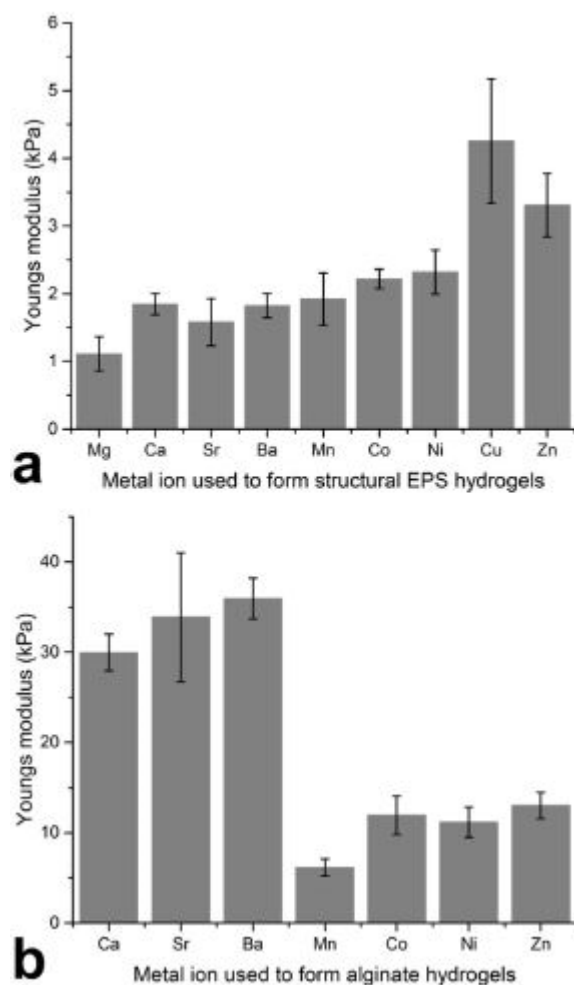 6
5
4
3
2
1
0
Youngs modulus (kPa)
Mg Ca Sr Ba Mn Co Ni Cu Zn
a
Metal ion used to form structural EPS hydrogels
40
30
20
10
0
Youngs modulus (kPa)
Ca Sr Ba Mn Co Ni Zn
b
Metal ion used to form alginate hydrogels